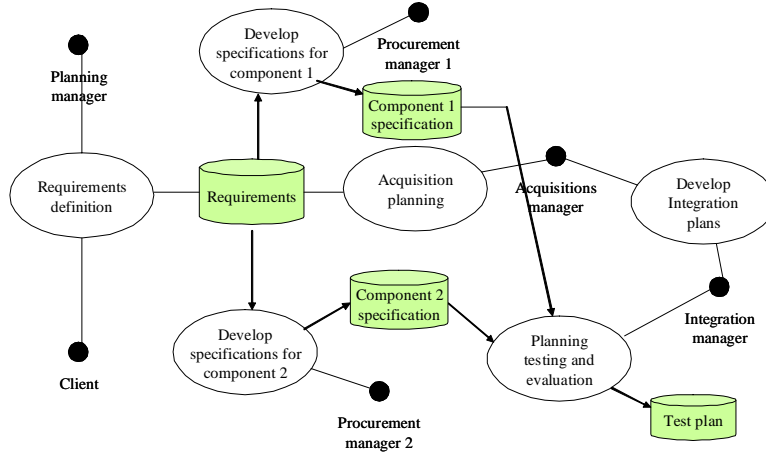 Develop
specifications for
component 1
Procurement
manager 1
Planning
manager
Component 1
specification
Requirements
definition
Requirements
Acquisition
planning
Acquisitions
manager
Develop
Integration
plans
Component 2
specification
Develop
specifications for
component 2
Planning
testing and
evaluation
Integration
manager
Client
Procurement
manager 2
Test plan